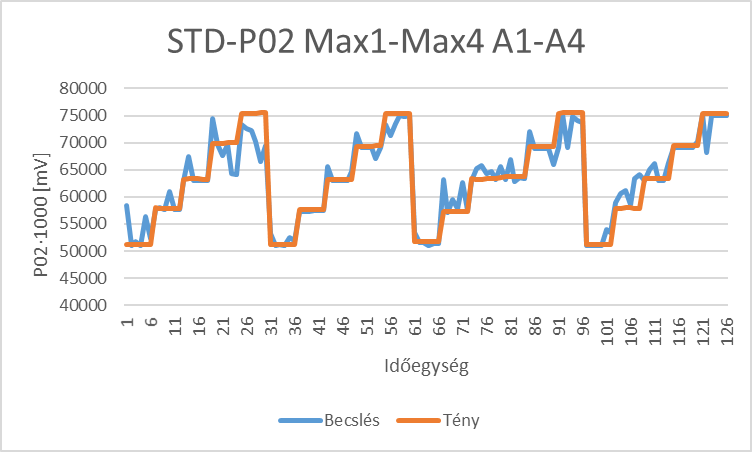 STD-P02 Max1-Max4 A1-A4
80000
75000
70000
65000
60000
55000
50000
45000
40000
P02·1000 [mV]
1 6 11 16 21 26 31 36 41 46 51 56 61 66 71 76 81 86 91 96 101 106 111 116 121 126
Időegység
Becslés Tény